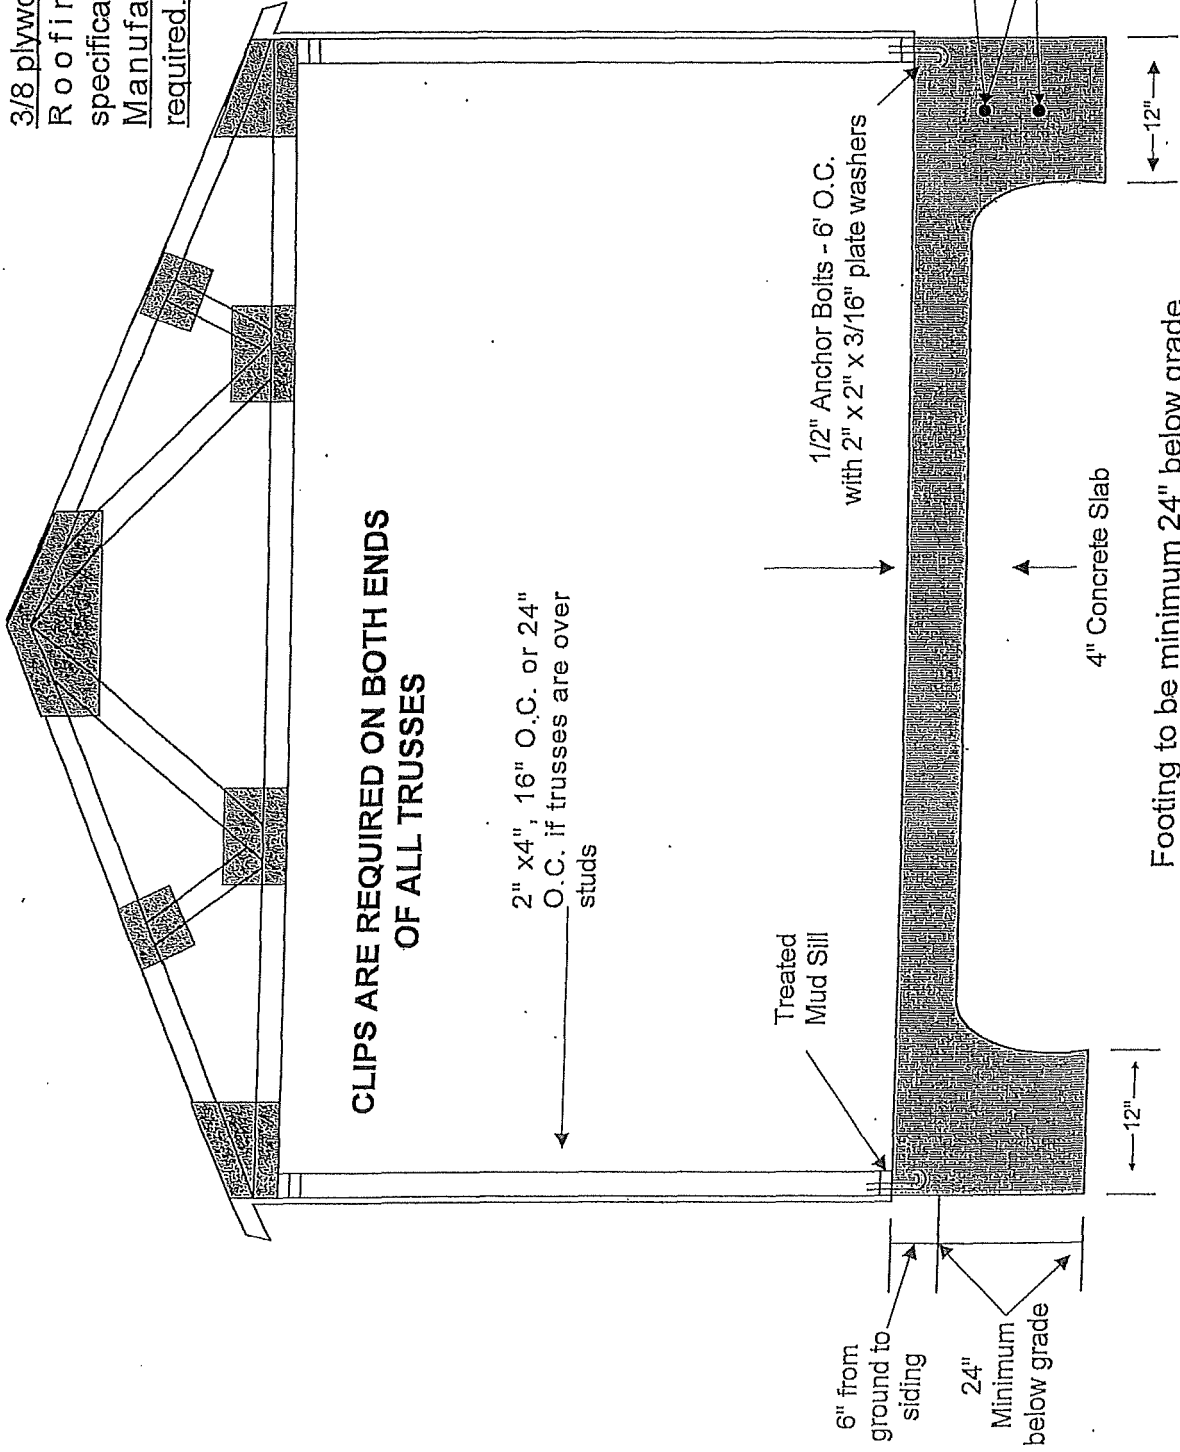 3/8 plywo
Roofin
specifica
Manufa
required.
CLIPS ARE REQUIRED ON BOTH ENDS
OF ALL TRUSSES
2" x4", 16" O.C. or 24"
O.C. if trusses are over
studs
Treated
Mud Sill
1/2" Anchor Bolts - 6' O.C.
with 2" x 2" x 3/16" plate washers
6" from
ground to
siding
24"
Minimum
below grade
12"
4" Concrete Slab
12"
Footing to be minimum 24" below grade